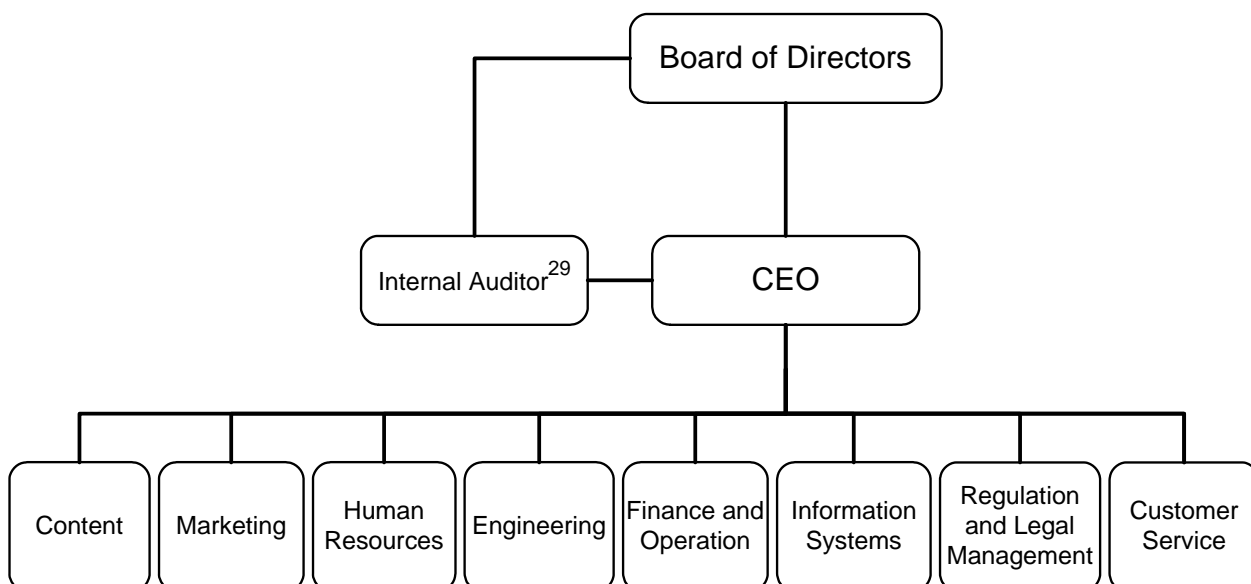 Board of Directors
Internal Auditor29
CEO
Content
Marketing
Human
Resources
Engineering
Finance and
Operation
Information
Systems
Regulation
and Legal
Management
Customer
Service